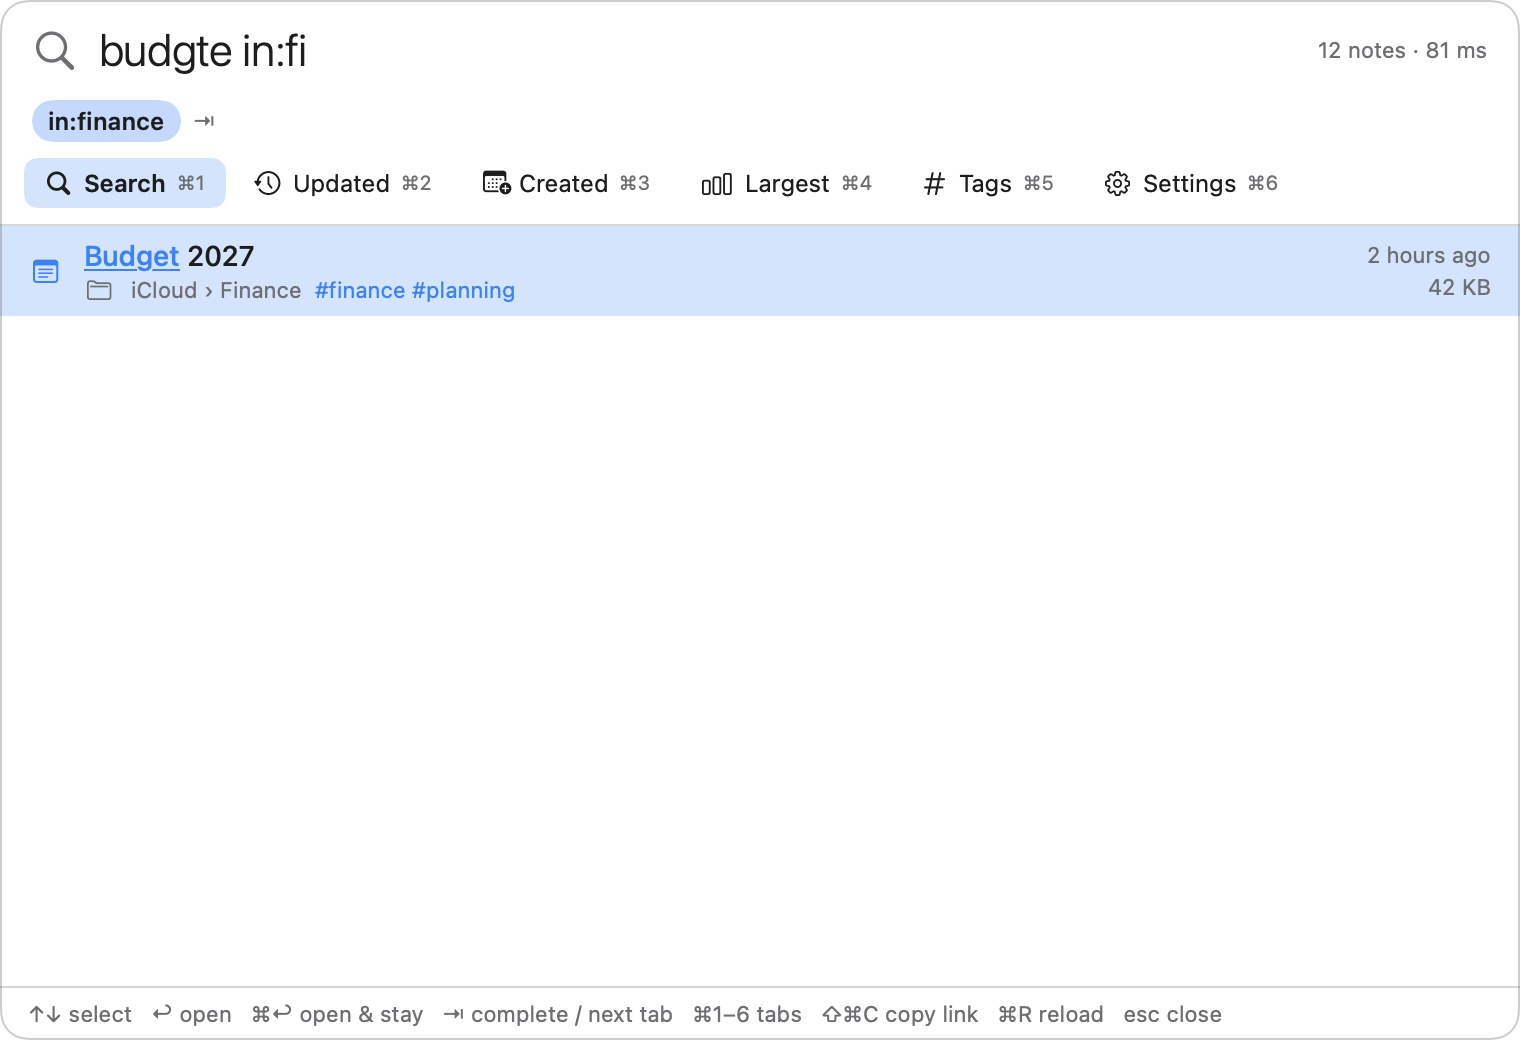 budgte in:fi
12 notes · 81 ms
in:finance ⇥
Search ⌘1 Updated ⌘2 Created ⌘3 Largest ⌘4 # Tags ⌘5 Settings ⌘6
Budget 2027
2 hours ago
iCloud › Finance #finance #planning
42 KB
↑↓ select ↩ open ⌘↩ open & stay ⇥ complete / next tab ⌘1–6 tabs ⇧⌘C copy link ⌘R reload esc close